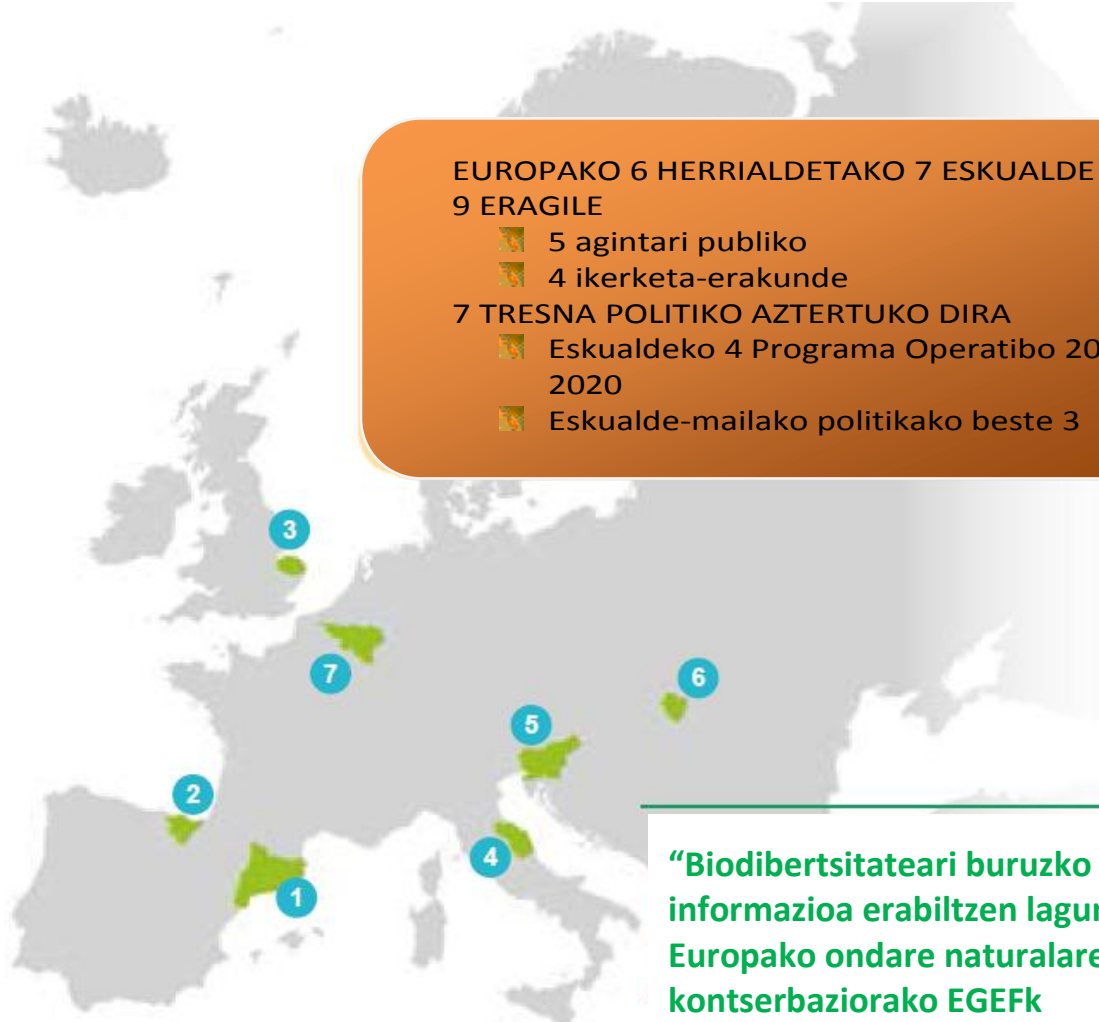 EUROPAKO 6 HERRIALDETAKO 7 ESKUALDE
9 ERAGILE
5 agintari publiko
4 ikerketa-erakunde
7 TRESNA POLITIKO AZTERTUKO DIRA
Eskualdeko 4 Programa Operatibo 20
2020
Eskualde-mailako politikako beste 3
3
7
6
5
2
4
1
“Biodibertsitateari buruzko
informazioa erabiltzen
Europako ondare
kontserbaziorako EGEFk